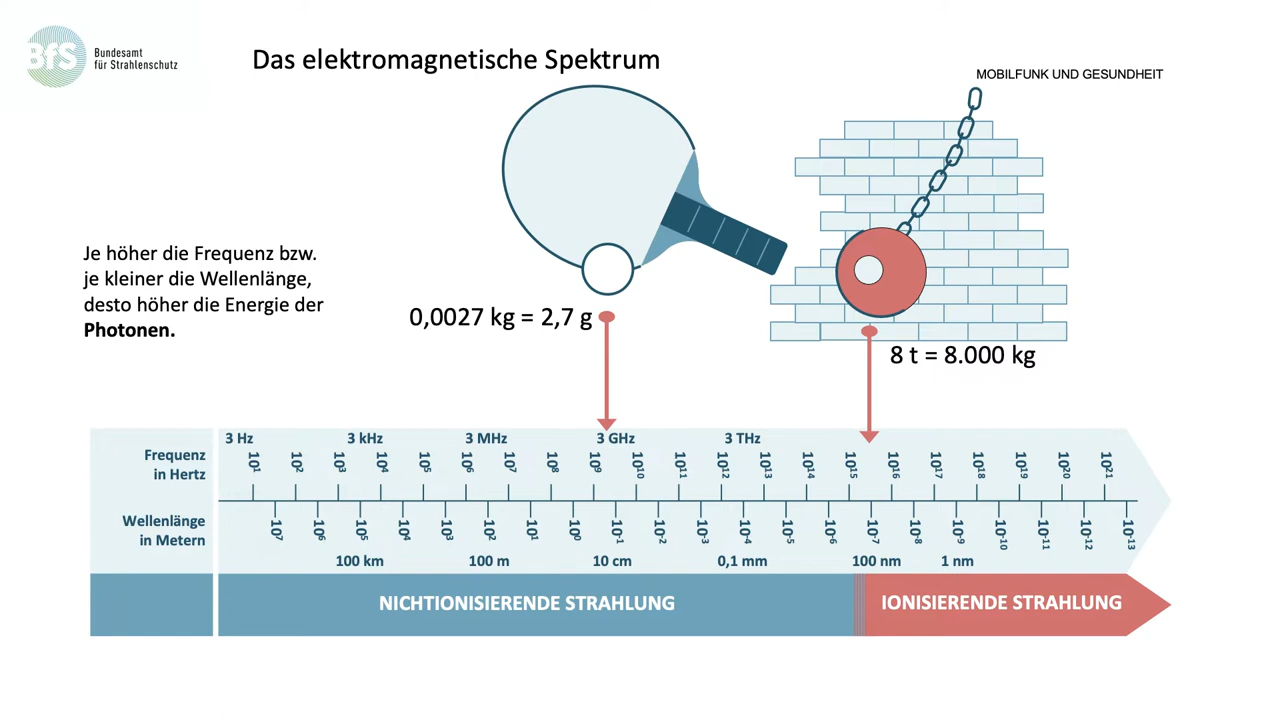 BfS
Bundesamt
für Strahlenschutz
Das elektromagnetische Spektrum
MOBILFUNK UND GESUNDHEIT
Je höher die Frequenz bzw.
je kleiner die Wellenlänge,
desto höher die Energie der
Photonen.
0,0027 kg = 2,7 g
8 t = 8.000 kg
3 Hz 3 kHz 3 MHz 3 GHz 3 THz
Frequenz
in Hertz
10¹ 10² 10³ 10⁴ 10⁵ 10⁶ 10⁷ 10⁸ 10⁹ 10¹⁰ 10¹¹ 10¹² 10¹³ 10¹⁴ 10¹⁵ 10¹⁶ 10¹⁷ 10¹⁸ 10¹⁹ 10²⁰ 10²¹
Wellenlänge
in Metern
10⁷ 10⁶ 10⁵ 10⁴ 10³ 10² 10¹ 10⁰ 10⁻¹ 10⁻² 10⁻³ 10⁻⁴ 10⁻⁵ 10⁻⁶ 10⁻⁷ 10⁻⁸ 10⁻⁹ 10⁻¹⁰ 10⁻¹¹ 10⁻¹² 10⁻¹³
100 km 100 m 10 cm 0,1 mm 100 nm 1 nm
NICHTIONISIERENDE STRAHLUNG IONISIERENDE STRAHLUNG